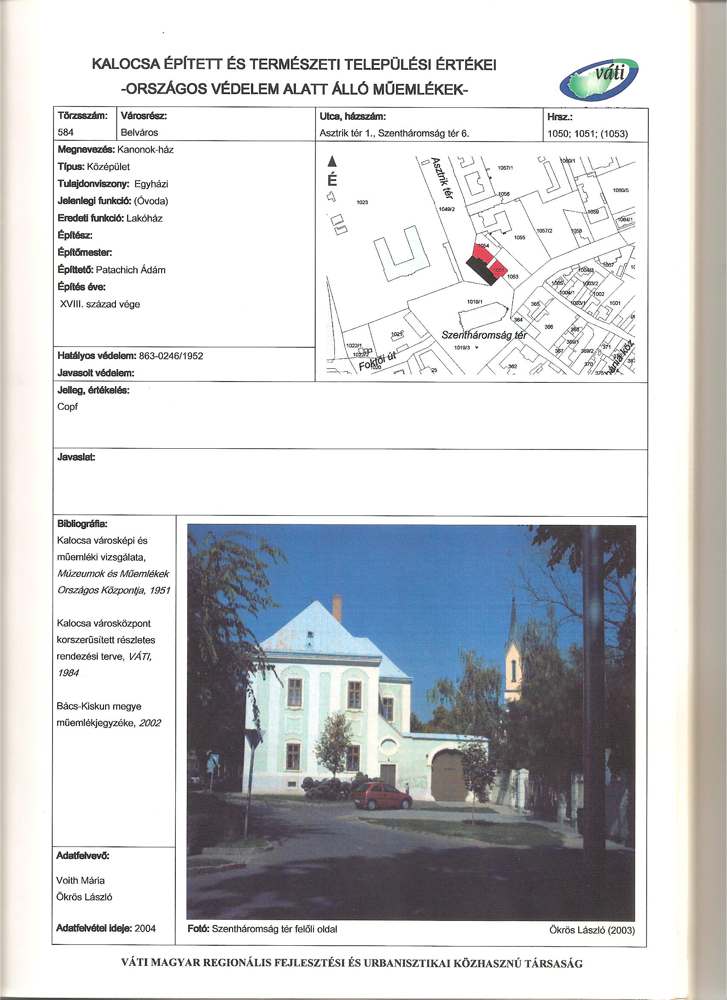 KALOCSA ÉPÍTETT ÉS TERMÉSZETI TELEPÜLÉSI ÉRTÉKEI
-ORSZÁGOS VÉDELEM ALATT ÁLLÓ MŰEMLÉKEK-
váti
Törzsszám:
584
Városrész:
Belváros
Utca, házszám:
Asztrik tér 1., Szentháromság tér 6.
Hrsz.:
1050; 1051; (1053)
Megnevezés: Kanonok-ház
Típus: Középület
Tulajdonviszony: Egyházi
Jelenlegi funkció: (Óvoda)
Eredeti funkció: Lakóház
Építész:
Építőmester:
Építtető: Patachich Ádám
Építés éve:
XVIII. század vége
Hatályos védelem: 863-0246/1952
Javasolt védelem:
É
Asztrik tér
1057/1
1060/1
1060/5
1056
1023
1049/2
1059
1064/1
1057/2
1058
1055
1054
1051
1053
1007
1004/3
1005
1003/2
1004/1
1002
1003/1
1001
1019/1
365
364
366
368
Szentháromság tér
1021
369/1
1022/1
1019/3
367
369/2
371
1022/2
Foktői út
1020
25
362
370
Jelleg, értékelés:
Copf
Javaslat:
Bibliográfia:
Kalocsa városképi és
műemléki vizsgálata,
Múzeumok és Műemlékek
Országos Központja, 1951
Kalocsa városközpont
korszerűsített részletes
rendezési terve, VÁTI,
1984
Bács-Kiskun megye
műemlékjegyzéke, 2002
Adatfelvevő:
Voith Mária
Ökrös László
Adatfelvétel ideje: 2004
Fotó: Szentháromság tér felőli oldal
Ökrös László (2003)
VÁTI MAGYAR REGIONÁLIS FEJLESZTÉSI ÉS URBANISZTIKAI KÖZHASZNÚ TÁRSASÁG